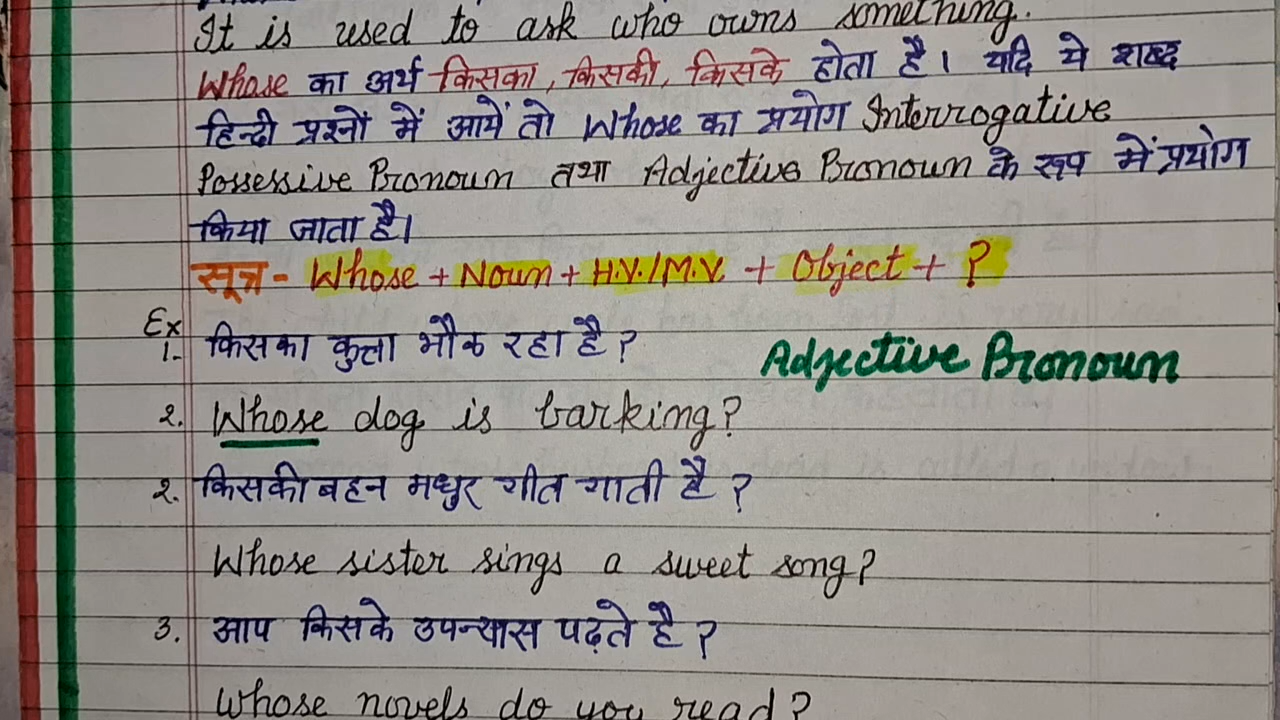 It is used to ask who owns something.
Whose का अर्थ किसका, किसकी, किसके होता है। यदि ये शब्द
हिन्दी प्रश्नों में आयें तो Whose का प्रयोग Interrogative
Possessive Pronoun तथा Adjective Pronoun के रूप में प्रयोग
किया जाता है।
सूत्र - Whose + Noun + H.V./M.V. + Object + ?
Ex
1- किसका कुत्ता भौंक रहा है?
Adjective Pronoun
2. Whose dog is barking?
2. किसकी बहन मधुर गीत गाती है?
Whose sister sings a sweet song?
3. आप किसके उपन्यास पढ़ते है?
Whose novels do you read?